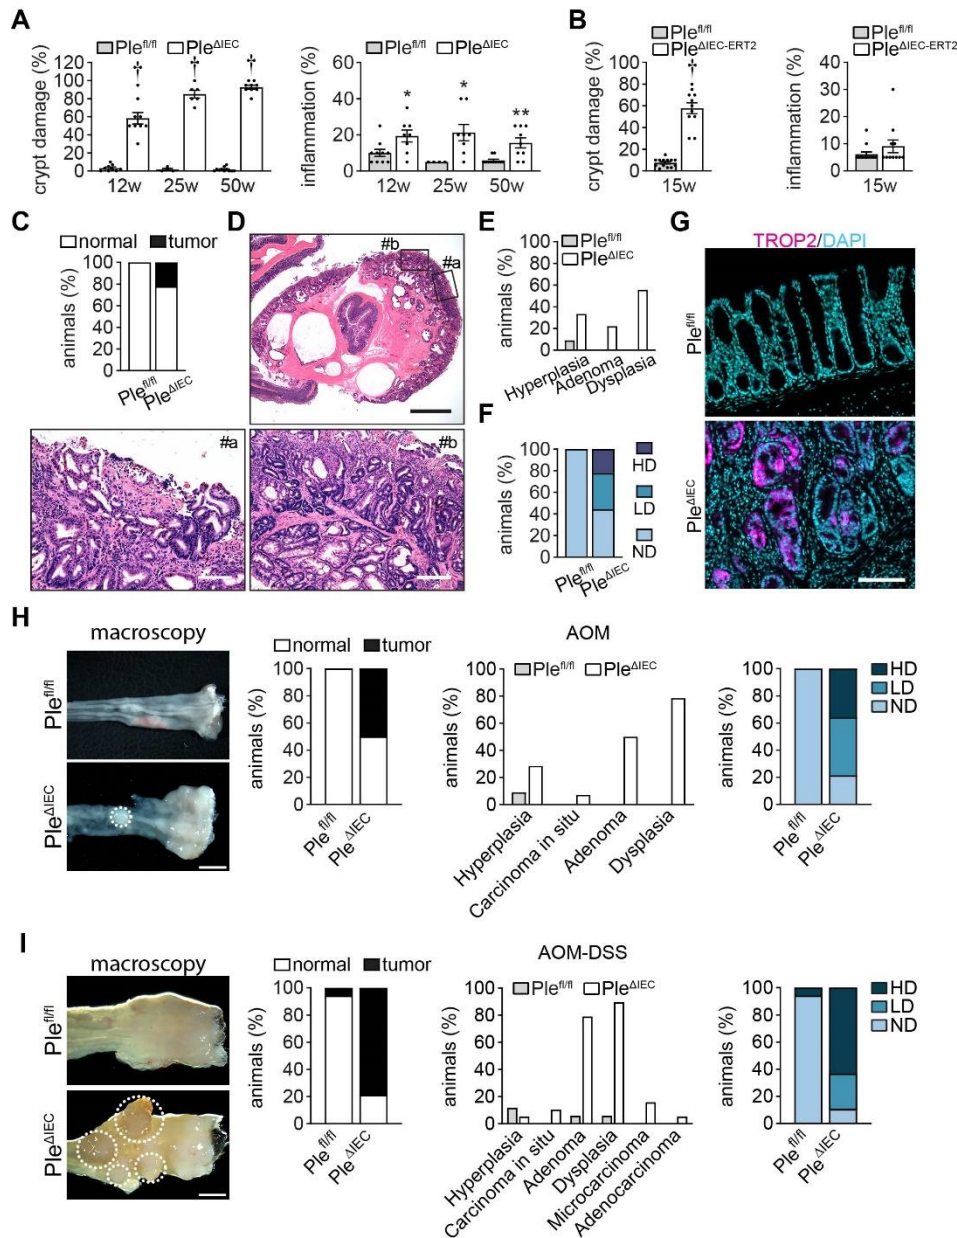 A
Ple fl/fl Ple ΔIEC
crypt damage (%)
120
100
80
60
40
20
0
† † †
12w 25w 50w
Ple fl/fl Ple ΔIEC
inflammation (%)
60
40
20
0
* * **
12w 25w 50w
B
Ple fl/fl
Ple ΔIEC-ERT2
crypt damage (%)
100
80
60
40
20
0
†
15w
Ple fl/fl
Ple ΔIEC-ERT2
inflammation (%)
40
30
20
10
0
15w
C
normal tumor
animals (%)
100
80
60
40
20
0
Ple fl/fl
Ple ΔIEC
D
#b
#a
#a
#b
E
Ple fl/fl
Ple ΔIEC
animals (%)
100
80
60
40
20
0
Hyperplasia
Adenoma
Dysplasia
F
animals (%)
100
80
60
40
20
0
HD
LD
ND
Ple fl/fl
Ple ΔIEC
G
TROP2/DAPI
Ple fl/fl
Ple ΔIEC
H
macroscopy
Ple fl/fl
Ple ΔIEC
normal tumor
animals (%)
100
80
60
40
20
0
Ple fl/fl
Ple ΔIEC
AOM
Ple fl/fl Ple ΔIEC
animals (%)
100
80
60
40
20
0
Hyperplasia
Carcinoma in situ
Adenoma
Dysplasia
animals (%)
100
80
60
40
20
0
HD
LD
ND
Ple fl/fl
Ple ΔIEC
I
macroscopy
Ple fl/fl
Ple ΔIEC
normal tumor
animals (%)
100
80
60
40
20
0
Ple fl/fl
Ple ΔIEC
AOM-DSS
Ple fl/fl Ple ΔIEC
animals (%)
100
80
60
40
20
0
Hyperplasia
Carcinoma in situ
Adenoma
Dysplasia
Microcarcinoma
Adenocarcinoma
animals (%)
100
80
60
40
20
0
HD
LD
ND
Ple fl/fl
Ple ΔIEC